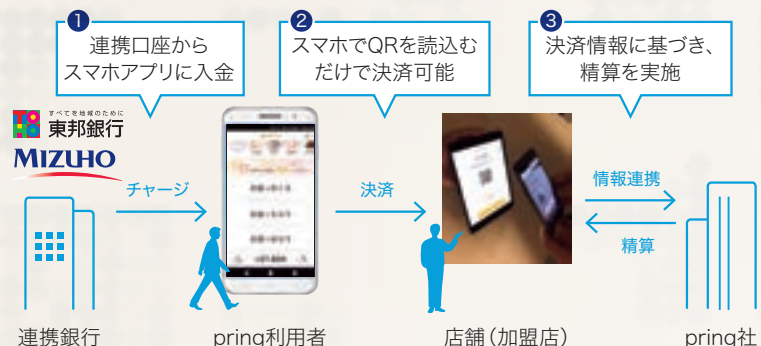 1
連携口座から
スマホアプリに入金
2
スマホでQRを読込む
だけで決済可能
3
決済情報に基づき、
精算を実施
すべてを地域のために
東邦銀行
MIZUHO
チャージ
決済
情報連携
精算
連携銀行
pring利用者
店舗(加盟店)
pring社